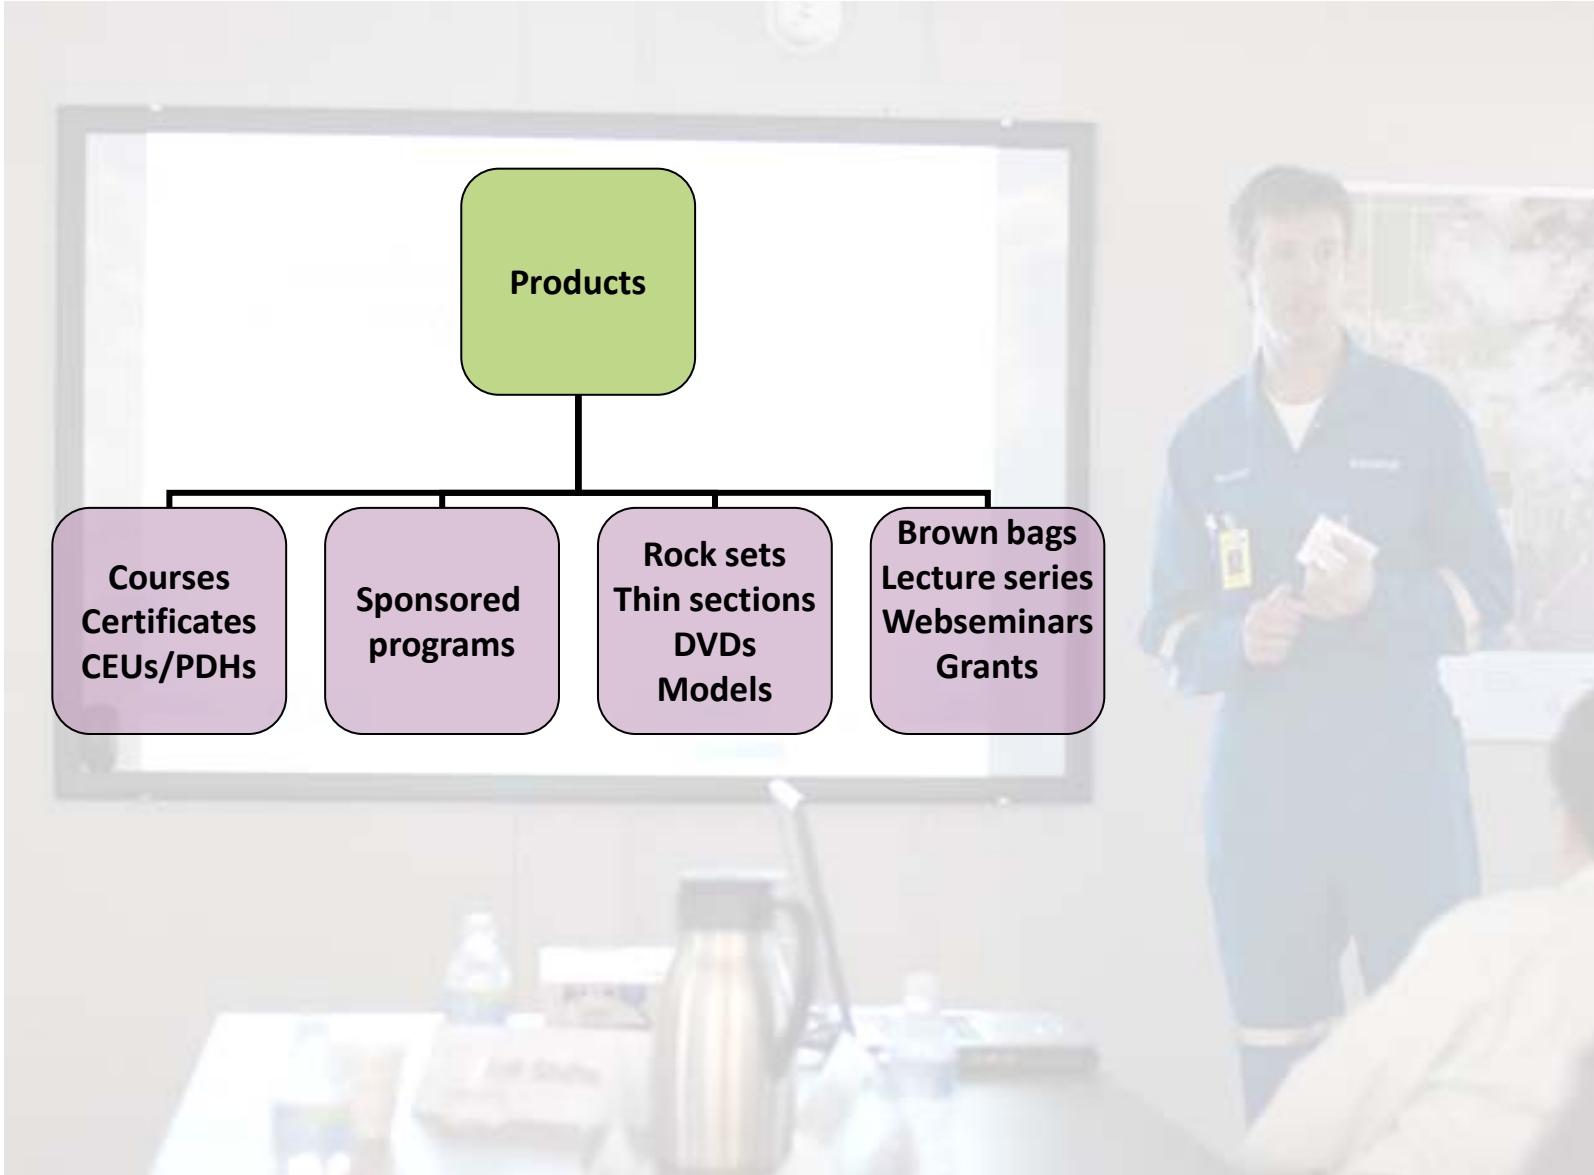 Products
Courses
Certificates
CEUs/PDHs
Sponsored
programs
Rock sets
Thin sections
DVDs
Models
Brown bags
Lecture series
Webseminars
Grants